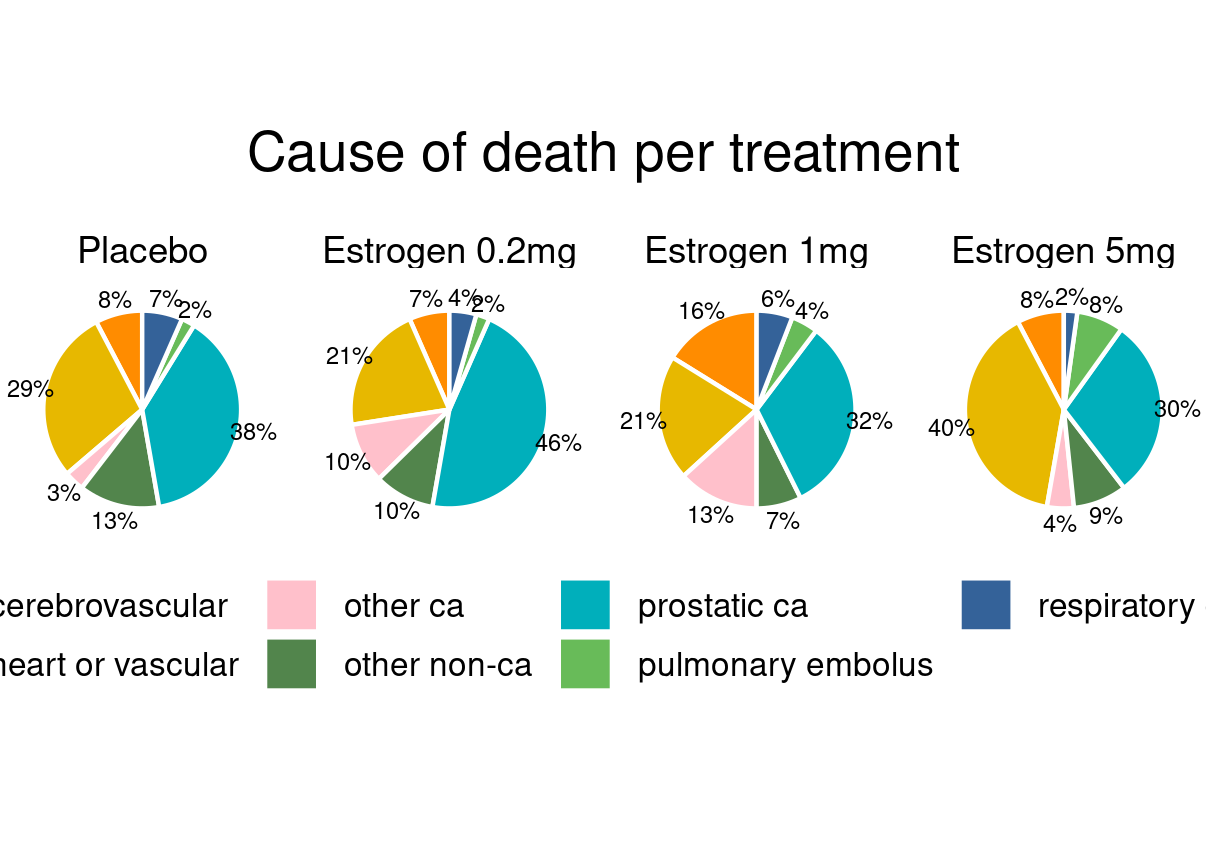 Cause of death per treatment
Placebo Estrogen 0.2mg Estrogen 1mg Estrogen 5mg
8% 7% 2% 29% 38% 3% 13%
7% 4% 2% 21% 46% 10% 10%
16% 6% 4% 21% 32% 13% 7%
8% 2% 8% 40% 30% 4% 9%
cerebrovascular other ca prostatic ca respiratory
heart or vascular other non-ca pulmonary embolus